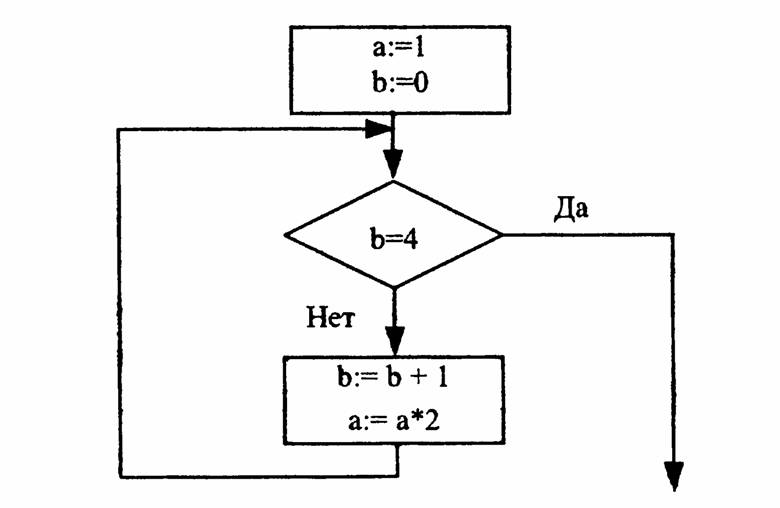 a:=1
b:=0
b=4
Да
Нет
b:= b + 1
a:= a*2